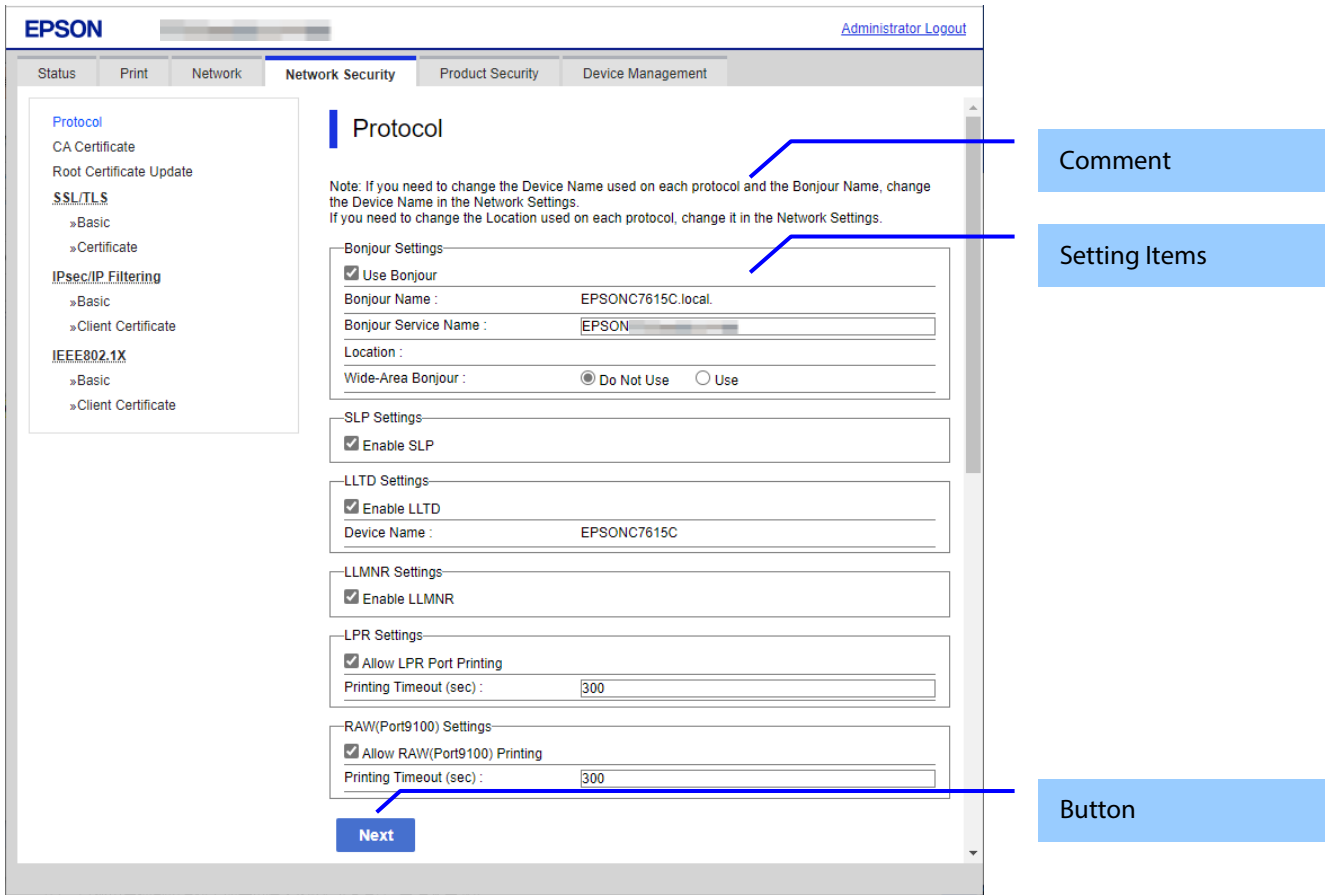 EPSON
Administrator Logout
Status Print Network Network Security Product Security Device Management
Protocol
CA Certificate
Root Certificate Update
SSL/TLS
»Basic
»Certificate
IPsec/IP Filtering
»Basic
»Client Certificate
IEEE802.1X
»Basic
»Client Certificate
Protocol
Note: If you need to change the Device Name used on each protocol and the Bonjour Name, change
the Device Name in the Network Settings.
If you need to change the Location used on each protocol, change it in the Network Settings.
Bonjour Settings
Use Bonjour
Bonjour Name : EPSONC7615C.local.
Bonjour Service Name : EPSON
Location :
Wide-Area Bonjour : Do Not Use Use
SLP Settings
Enable SLP
LLTD Settings
Enable LLTD
Device Name : EPSONC7615C
LLMNR Settings
Enable LLMNR
LPR Settings
Allow LPR Port Printing
Printing Timeout (sec) : 300
RAW(Port9100) Settings
Allow RAW(Port9100) Printing
Printing Timeout (sec) : 300
Next
Comment
Setting Items
Button